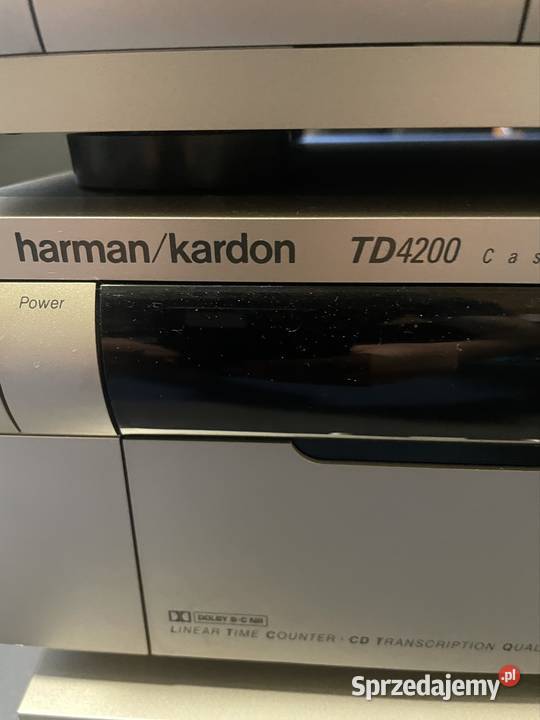 harman/kardon TD4200 Cas
Power
DOLBY B-C NR
LINEAR TIME COUNTER · CD TRANSCRIPTION QUAL
Sprzedajemy.pl